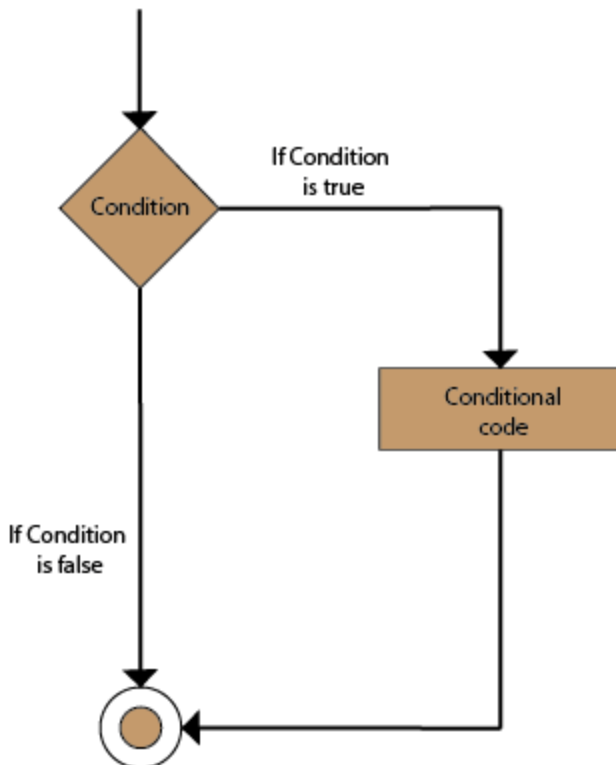 If Condition
is true
Condition
Conditional
code
If Condition
is false